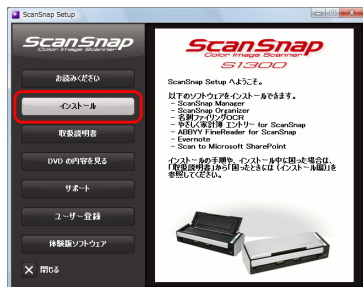 ScanSnap Setup
ScanSnap
Color Image Scanner
お読みください
インストール
取扱説明書
DVD の内容を見る
サポート
ユーザー登録
体験版ソフトウェア
閉じる
ScanSnap
Color Image Scanner
S1300
ScanSnap Setup へようこそ。
以下のソフトウェアをインストールできます。
– ScanSnap Manager
– ScanSnap Organizer
– 名刺ファイリングOCR
– やさしく家計簿 エントリー for ScanSnap
– ABBYY FineReader for ScanSnap
– Evernote
– Scan to Microsoft SharePoint
インストールの手順や、インストール中に困った場合は、
「取扱説明書」から「困ったときには (インストール編)」を
参照してください。